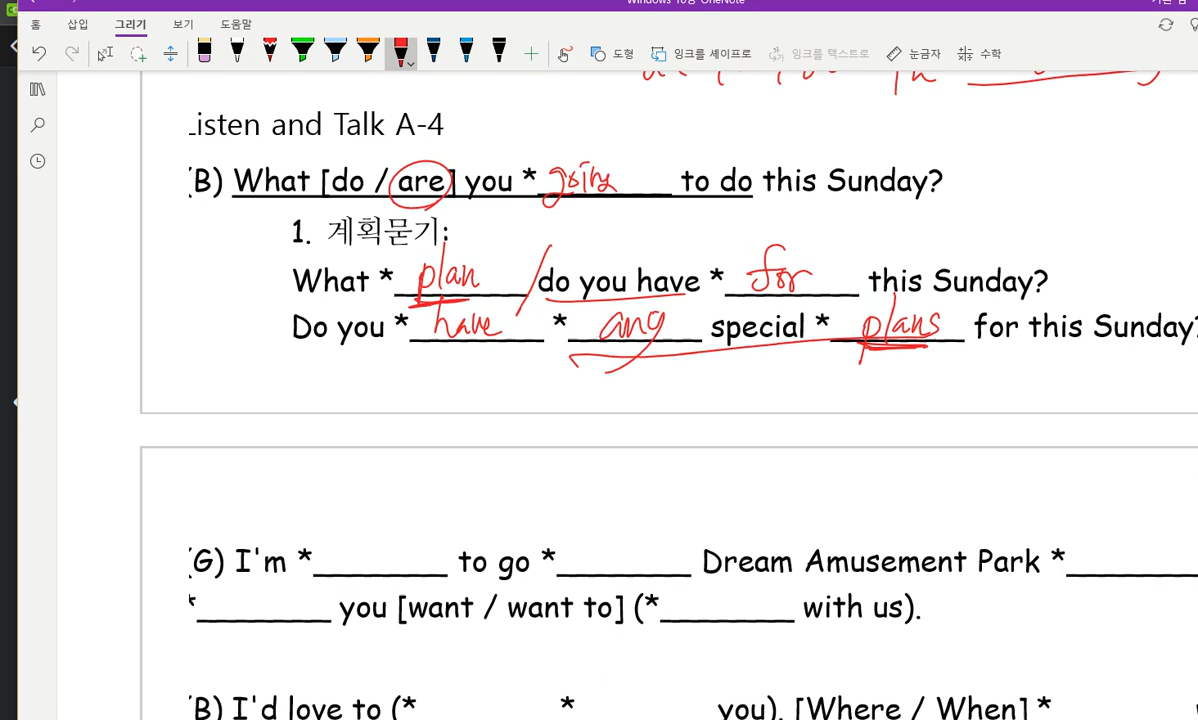 Windows 10용 OneNote
홈 삽입 그리기 보기 도움말
도형 잉크를 셰이프로 잉크를 텍스트로 눈금자 수학
Listen and Talk A-4
(B) What [do / are] you *going to do this Sunday?
1. 계획묻기:
What * plan / do you have * for this Sunday?
Do you * have * any special * plans for this Sunday?
(G) I'm *________ to go *________ Dream Amusement Park *________
*________ you [want / want to] (*________ with us).
(B) I'd love to (* * you). [Where / When] *